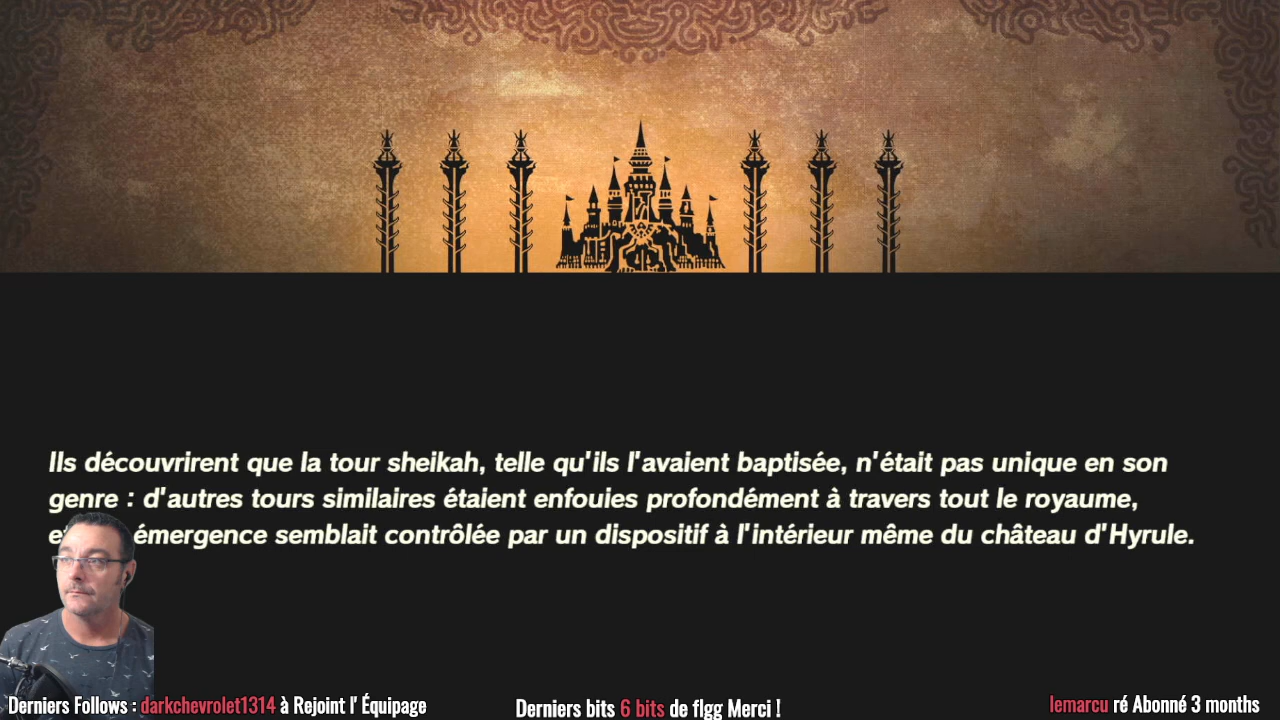 Ils découvrirent que la tour sheikah, telle qu'ils l'avaient baptisée, n'était pas unique en son
genre : d'autres tours similaires étaient enfouies profondément à travers tout le royaume,
émergence semblait contrôlée par un dispositif à l'intérieur même du château d'Hyrule.
Derniers Follows : darkchevrolet1314 à Rejoint l' Équipage
Derniers bits 6 bits de flgg Merci !
lemarcu ré Abonné 3 months